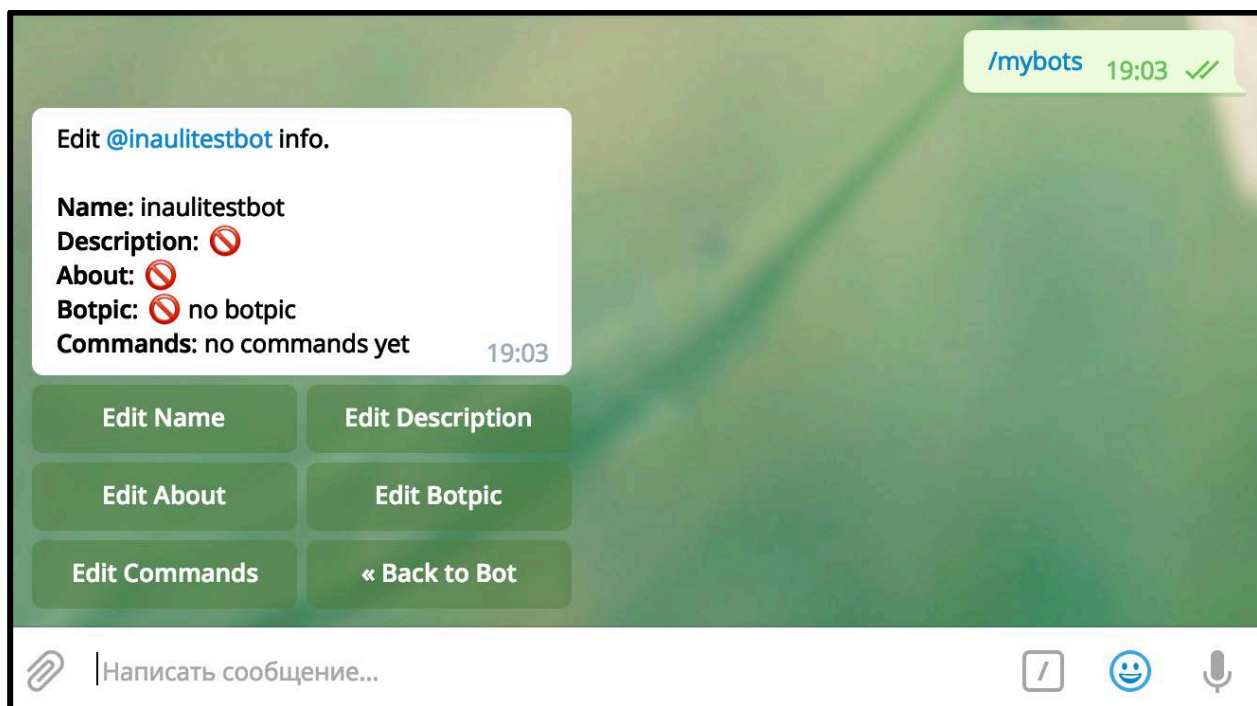 /mybots 19:03
Edit @inaulitestbot info.
Name: inaulitestbot
Description: 🚫
About: 🚫
Botpic: 🚫 no botpic
Commands: no commands yet 19:03
Edit Name Edit Description
Edit About Edit Botpic
Edit Commands « Back to Bot
Написать сообщение...